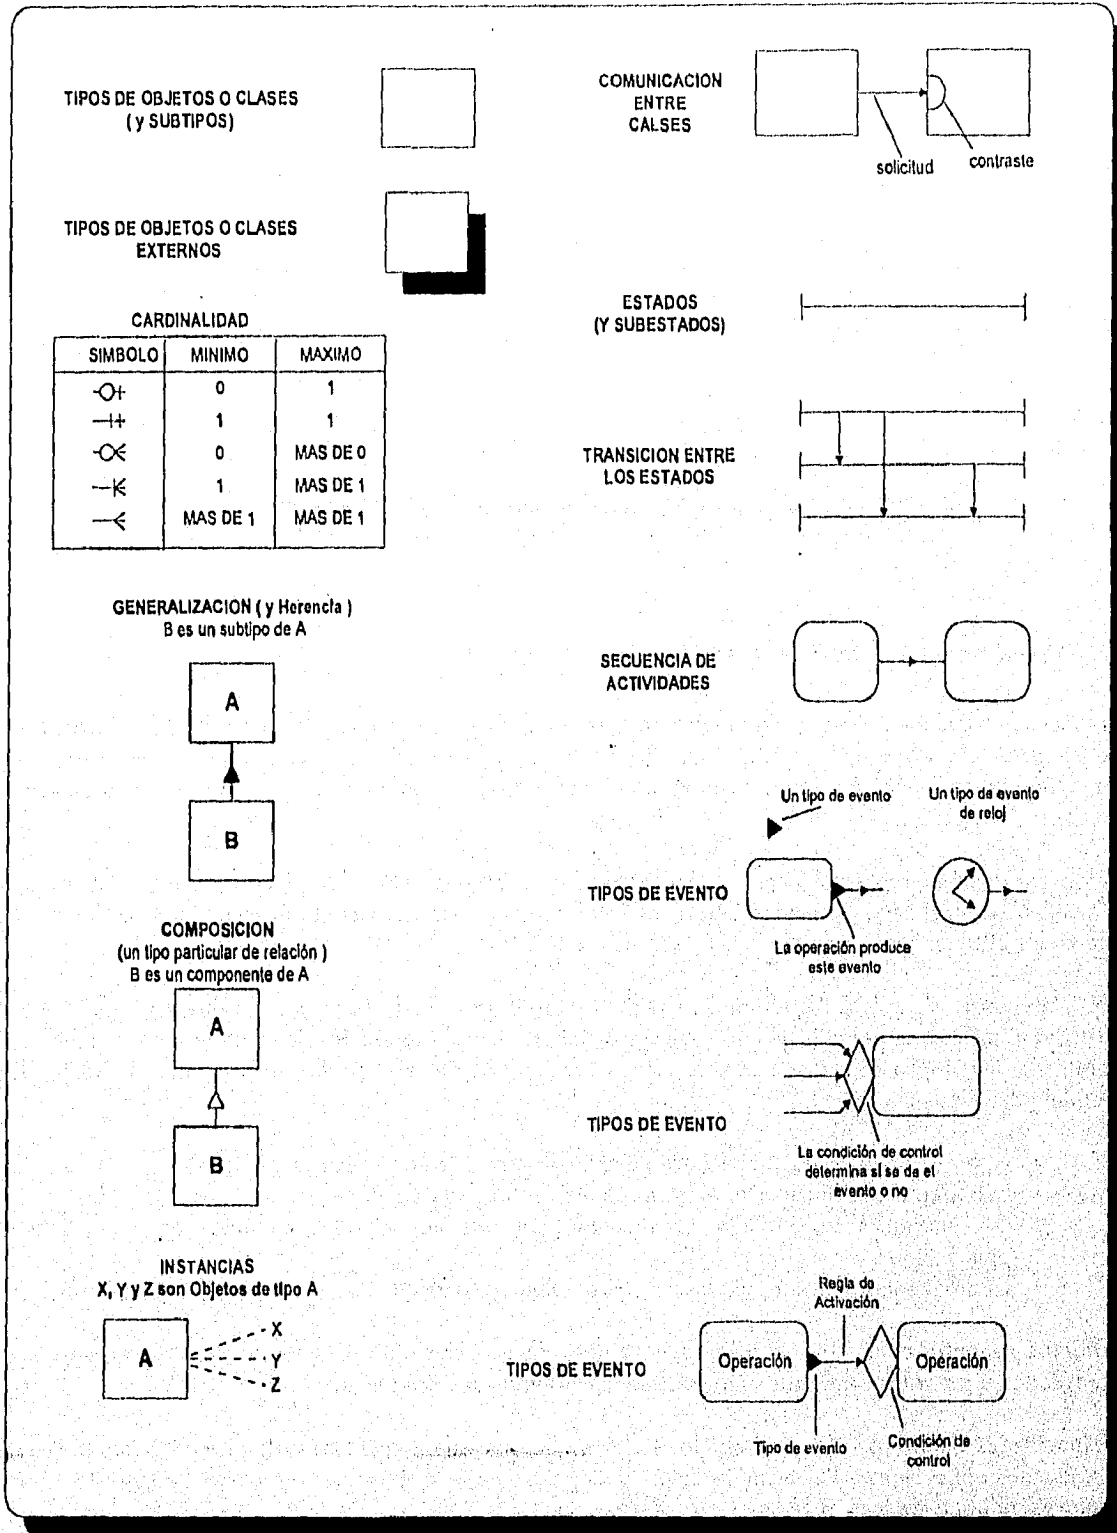 TIPOS DE OBJETOS O CLASES
( y SUBTIPOS)
TIPOS DE OBJETOS O CLASES
EXTERNOS
CARDINALIDAD
SIMBOLO MINIMO MAXIMO
0 1
1 1
0 MAS DE 0
1 MAS DE 1
MAS DE 1 MAS DE 1
GENERALIZACION ( y Herencia )
B es un subtipo de A
A
B
COMPOSICION
(un tipo particular de relación )
B es un componente de A
A
B
INSTANCIAS
X, Y y Z son Objetos de tipo A
A
X
Y
Z
COMUNICACION
ENTRE
CALSES
solicitud
contraste
ESTADOS
(Y SUBESTADOS)
TRANSICION ENTRE
LOS ESTADOS
SECUENCIA DE
ACTIVIDADES
Un tipo de evento
Un tipo de evento
de reloj
TIPOS DE EVENTO
La operación produce
este evento
TIPOS DE EVENTO
La condición de control
determina si se de el
evento o no
Regla de
Activación
TIPOS DE EVENTO
Operación
Operación
Tipo de evento
Condición de
control